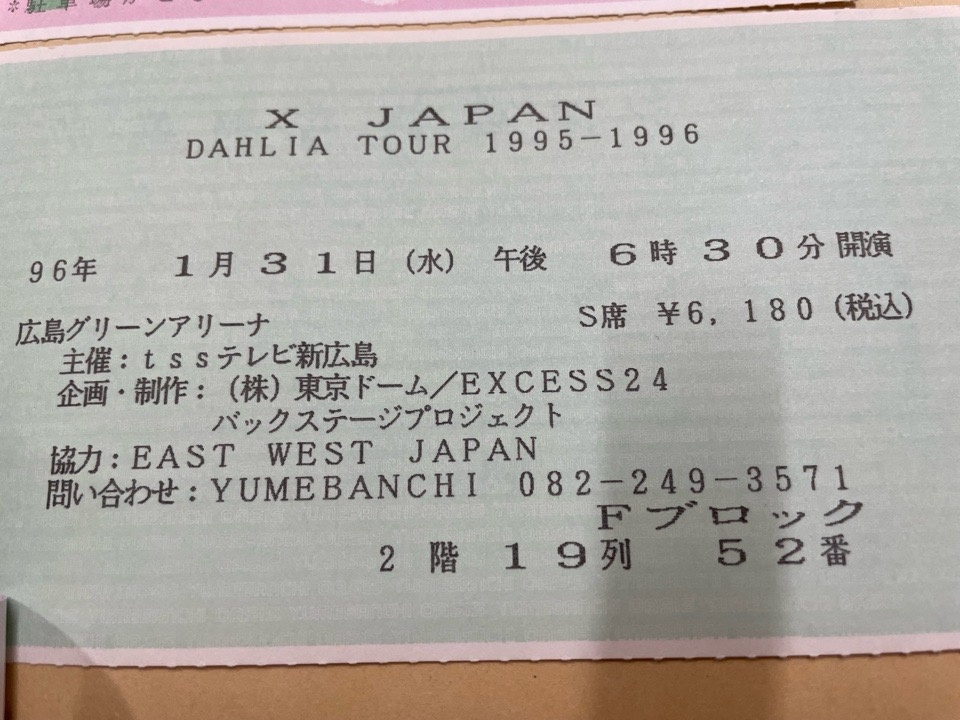 *駐車場
X JAPAN
DAHLIA TOUR 1995-1996
96年 1月31日(水) 午後 6時30分開演
広島グリーンアリーナ S席 ¥6,180(税込)
主催:tssテレビ新広島
企画・制作:(株)東京ドーム/EXCESS24
バックステージプロジェクト
協力:EAST WEST JAPAN
問い合わせ:YUMEBANCHI 082-249-3571
Fブロック
2階 19列 52番